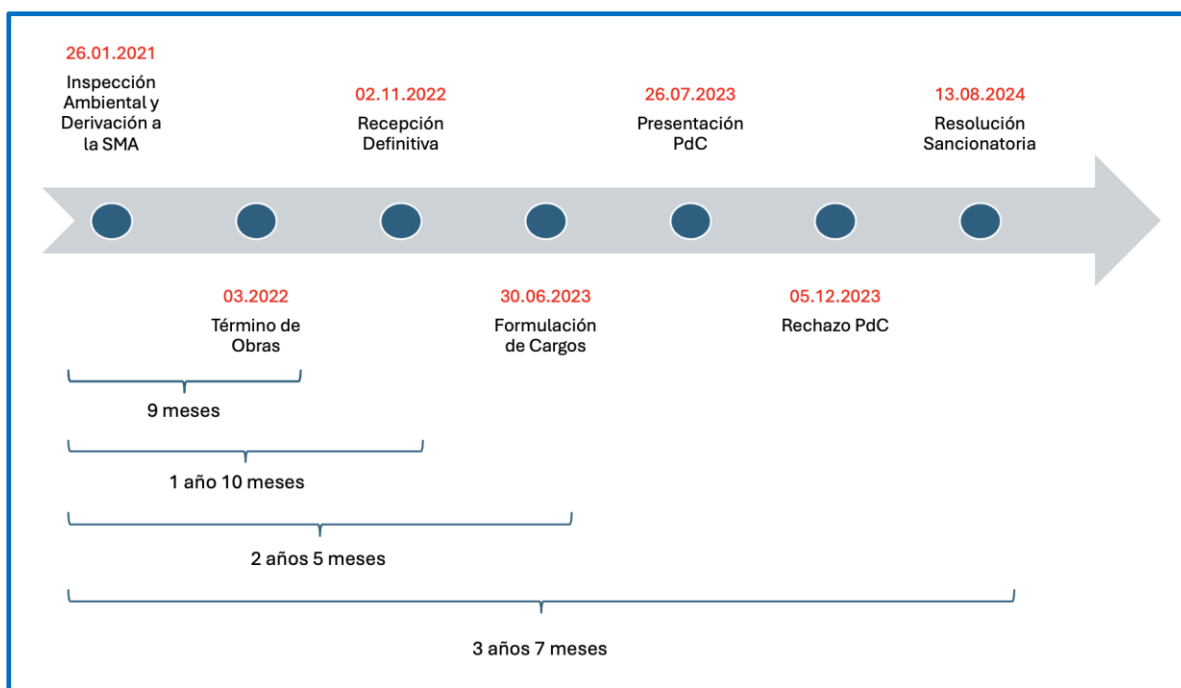 26.01.2021
Inspección
Ambiental y
Derivación a
la SMA
02.11.2022
Recepción
Definitiva
26.07.2023
Presentación
PdC
13.08.2024
Resolución
Sancionatoria
03.2022
Término de
Obras
30.06.2023
Formulación
de Cargos
05.12.2023
Rechazo PdC
9 meses
1 año 10 meses
2 años 5 meses
3 años 7 meses